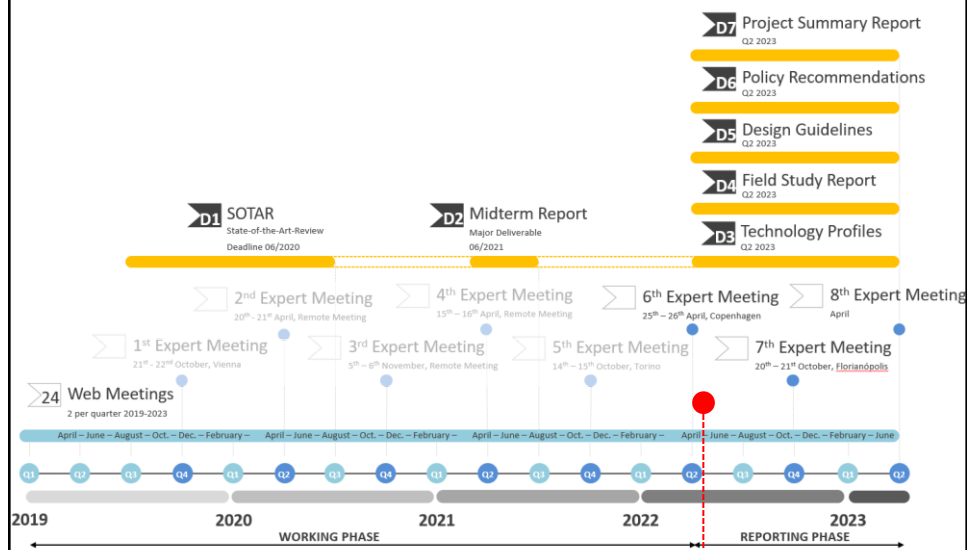 D7 Project Summary Report
Q2 2023
D6 Policy Recommendations
Q2 2023
D5 Design Guidelines
Q2 2023
D4 Field Study Report
Q2 2023
D1 SOTAR
State-of-the-Art-Review
Deadline 06/2020
D2 Midterm Report
Major Deliverable
06/2021
D3 Technology Profiles
Q2 2023
2nd Expert Meeting
20th - 21st April, Remote Meeting
4th Expert Meeting
15th – 16th April, Remote Meeting
6th Expert Meeting
25th – 26th April, Copenhagen
8th Expert Meeting
April
1st Expert Meeting
21st - 22nd October, Vienna
3rd Expert Meeting
5th – 6th November, Remote Meeting
5th Expert Meeting
14th – 15th October, Torino
7th Expert Meeting
20th – 21st October, Florianópolis
24 Web Meetings
2 per quarter 2019-2023
April – June – August – Oct. – Dec. – February – April – June – August – Oct. – Dec. – February – April – June – August – Oct. – Dec. – February – April – June – August – Oct. – Dec. – February – June
Q1 Q2 Q3 Q4 Q1 Q2 Q3 Q4 Q1 Q2 Q3 Q4 Q1 Q2 Q3 Q4 Q1 Q2
2019 2020 2021 2022 2023
WORKING PHASE REPORTING PHASE